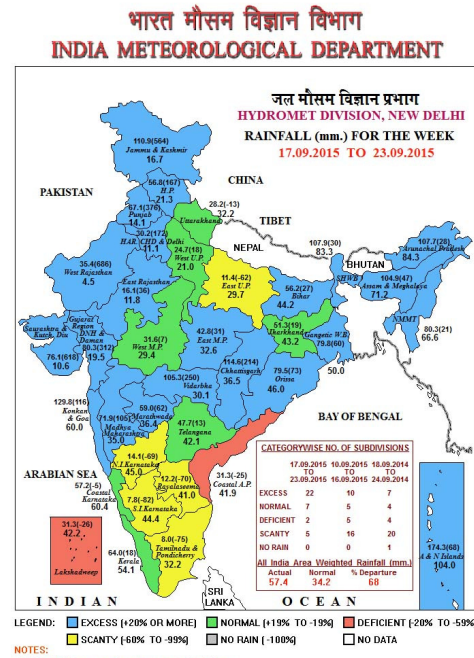 भारत मौसम विज्ञान विभाग
INDIA METEOROLOGICAL DEPARTMENT
जल मौसम विज्ञान प्रभाग
HYDROMET DIVISION, NEW DELHI
RAINFALL (mm.) FOR THE WEEK
17.09.2015 TO 23.09.2015
110.9(564)
Jammu & Kashmir
16.7
CHINA
PAKISTAN
56.8(167)
H.P.
21.3
67.1(376)
Punjab
14.1
28.2(-13)
Uttarakhand
32.2
TIBET
30.2(172)
HAR. CHD & Delhi
11.1
24.7(18)
West U.P.
21.0
NEPAL
107.9(30)
83.3
SHWB
BHUTAN
107.7(28)
Arunachal Pradesh
84.3
35.4(686)
West Rajasthan
4.5
East Rajasthan
16.1(36)
11.8
11.4(-62)
East U.P.
29.7
56.2(27)
Bihar
44.2
104.9(47)
Assam & Meghalaya
71.2
NMMT
80.3(21)
66.6
Saurashtra &
Kutch, Diu
76.1(618)
10.6
Gujarat
Region
DNH &
Daman
80.3(312)
19.5
31.6(7)
West M.P.
29.4
42.8(31)
East M.P.
32.6
51.3(19)
Jharkhand
43.2
Gangetic W.B.
79.8(60)
50.0
114.6(214)
Chhattisgarh
36.5
79.5(73)
Orissa
46.0
105.3(250)
Vidarbha
30.1
129.8(116)
Konkan
& Goa
60.0
71.9(105)
Madhya
Maharashtra
35.0
59.0(62)
Marathwada
36.4
47.7(13)
Telangana
42.1
BAY OF BENGAL
ARABIAN SEA
14.1(-69)
N.I.Karnataka
45.0
12.2(-70)
Rayalaseema
41.0
31.3(-25)
Coastal A.P.
41.9
57.2(-5)
Coastal
Karnataka
60.4
7.8(-82)
S.I.Karnataka
44.4
8.0(-75)
Tamilnadu &
Pondicherry
32.2
64.0(18)
Kerala
54.1
31.3(-26)
42.2
Lakshadweep
174.3(68)
A & N Islands
104.0
CATEGORYWISE NO. OF SUBDIVISIONS
17.09.2015 10.09.2015 18.09.2014
TO TO TO
23.09.2015 16.09.2015 24.09.2014
EXCESS 22 10 7
NORMAL 7 5 4
DEFICIENT 2 5 4
SCANTY 5 16 20
NO RAIN 0 0 1
All India Area Weighted Rainfall (mm.)
Actual Normal % Departure
57.4 34.2 68
SRI
LANKA
INDIAN OCEAN
LEGEND: EXCESS (+20% OR MORE) NORMAL (+19% TO -19%) DEFICIENT (-20% TO -59%)
SCANTY (-60% TO -99%) NO RAIN (-100%) NO DATA
NOTES: